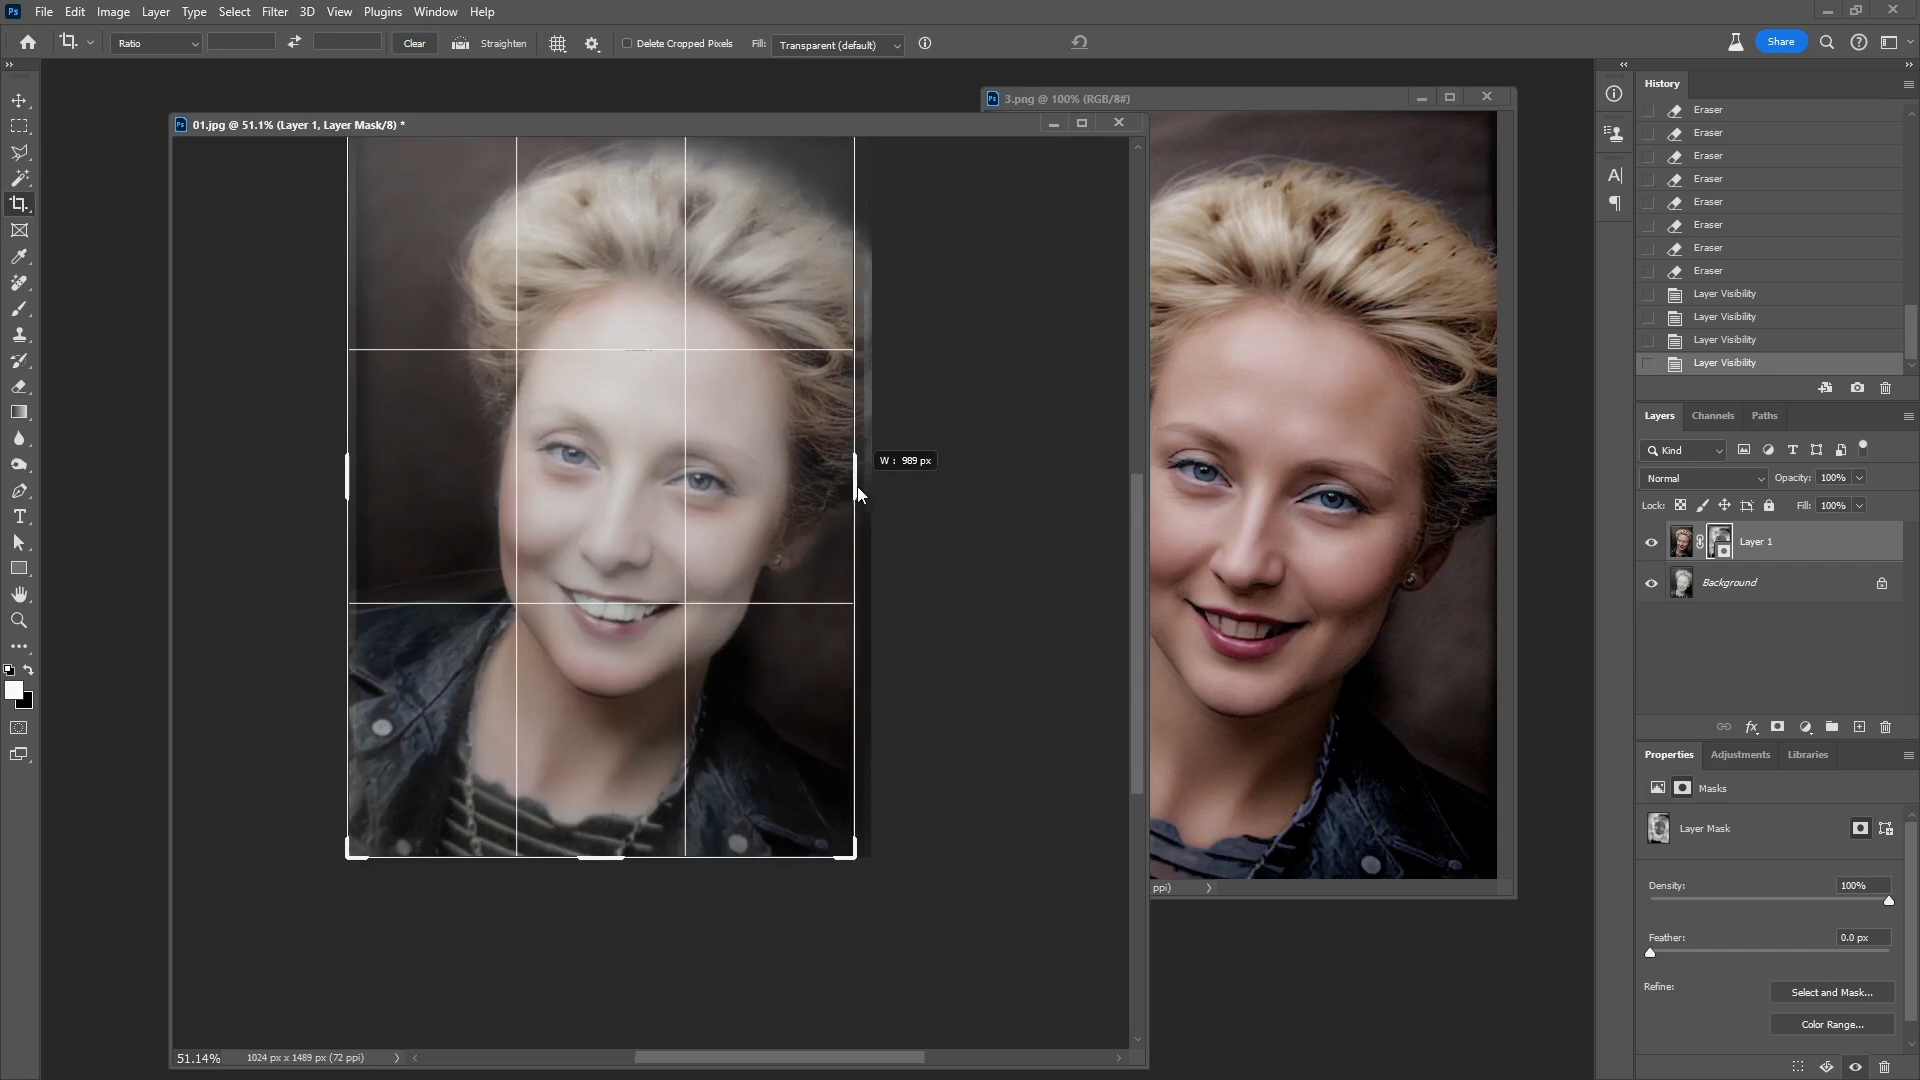 Ps File Edit Image Layer Type Select Filter 3D View Plugins Window Help
Ratio Clear Straighten Delete Cropped Pixels Fill: Transparent (default) Share
Ps 3.png @ 100% (RGB/8#)
Ps 01.jpg @ 51.1% (Layer 1, Layer Mask/8) *
W : 989 px
ppi)
51.14% 1024 px x 1489 px (72 ppi)
History
Eraser
Eraser
Eraser
Eraser
Eraser
Eraser
Eraser
Eraser
Layer Visibility
Layer Visibility
Layer Visibility
Layer Visibility
Layers Channels Paths
Kind
Normal Opacity: 100%
Lock: Fill: 100%
Layer 1
Background
fx
Properties Adjustments Libraries
Masks
Layer Mask
Density: 100%
Feather: 0.0 px
Refine: Select and Mask...
Color Range...